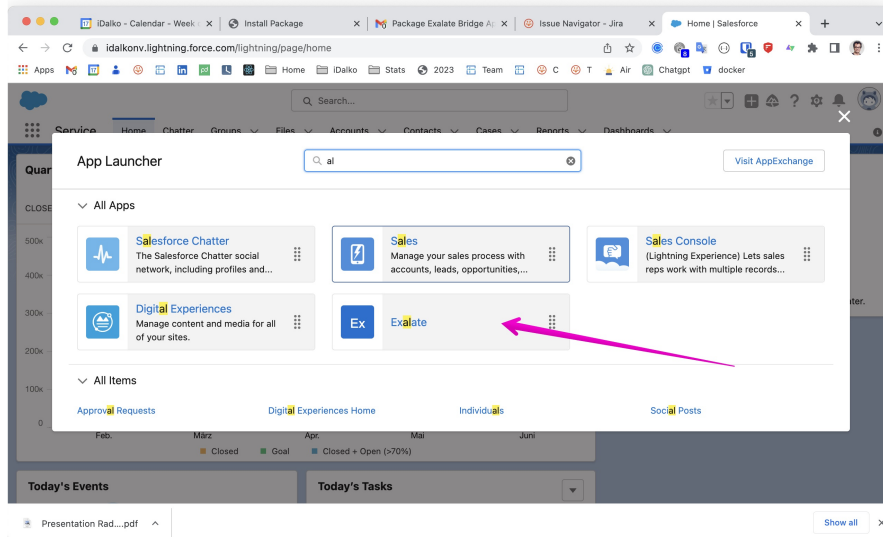 iDalko - Calendar - Week
Install Package
Package Exalate Bridge Ap
Issue Navigator - Jira
Home | Salesforce
idalkonv.lightning.force.com/lightning/page/home
Apps
Home
iDalko
Stats
2023
Team
C
T
Air
Chatgpt
docker
Search...
Service
Home
Chatter
Groups
Files
Accounts
Contacts
Cases
Reports
Dashboards
App Launcher
al
Visit AppExchange
Quar
CLOSE
All Apps
Salesforce Chatter
The Salesforce Chatter social
network, including profiles and...
Sales
Manage your sales process with
accounts, leads, opportunities,...
Sales Console
(Lightning Experience) Lets sales
reps work with multiple records...
Digital Experiences
Manage content and media for all
of your sites.
Ex
Exalate
All Items
Approval Requests
Digital Experiences Home
Individuals
Social Posts
500K
400K
300K
200K
100K
0
Feb.
März
Apr.
Mai
Juni
Closed
Goal
Closed + Open (>70%)
Today's Events
Today's Tasks
Presentation Rad....pdf
Show all